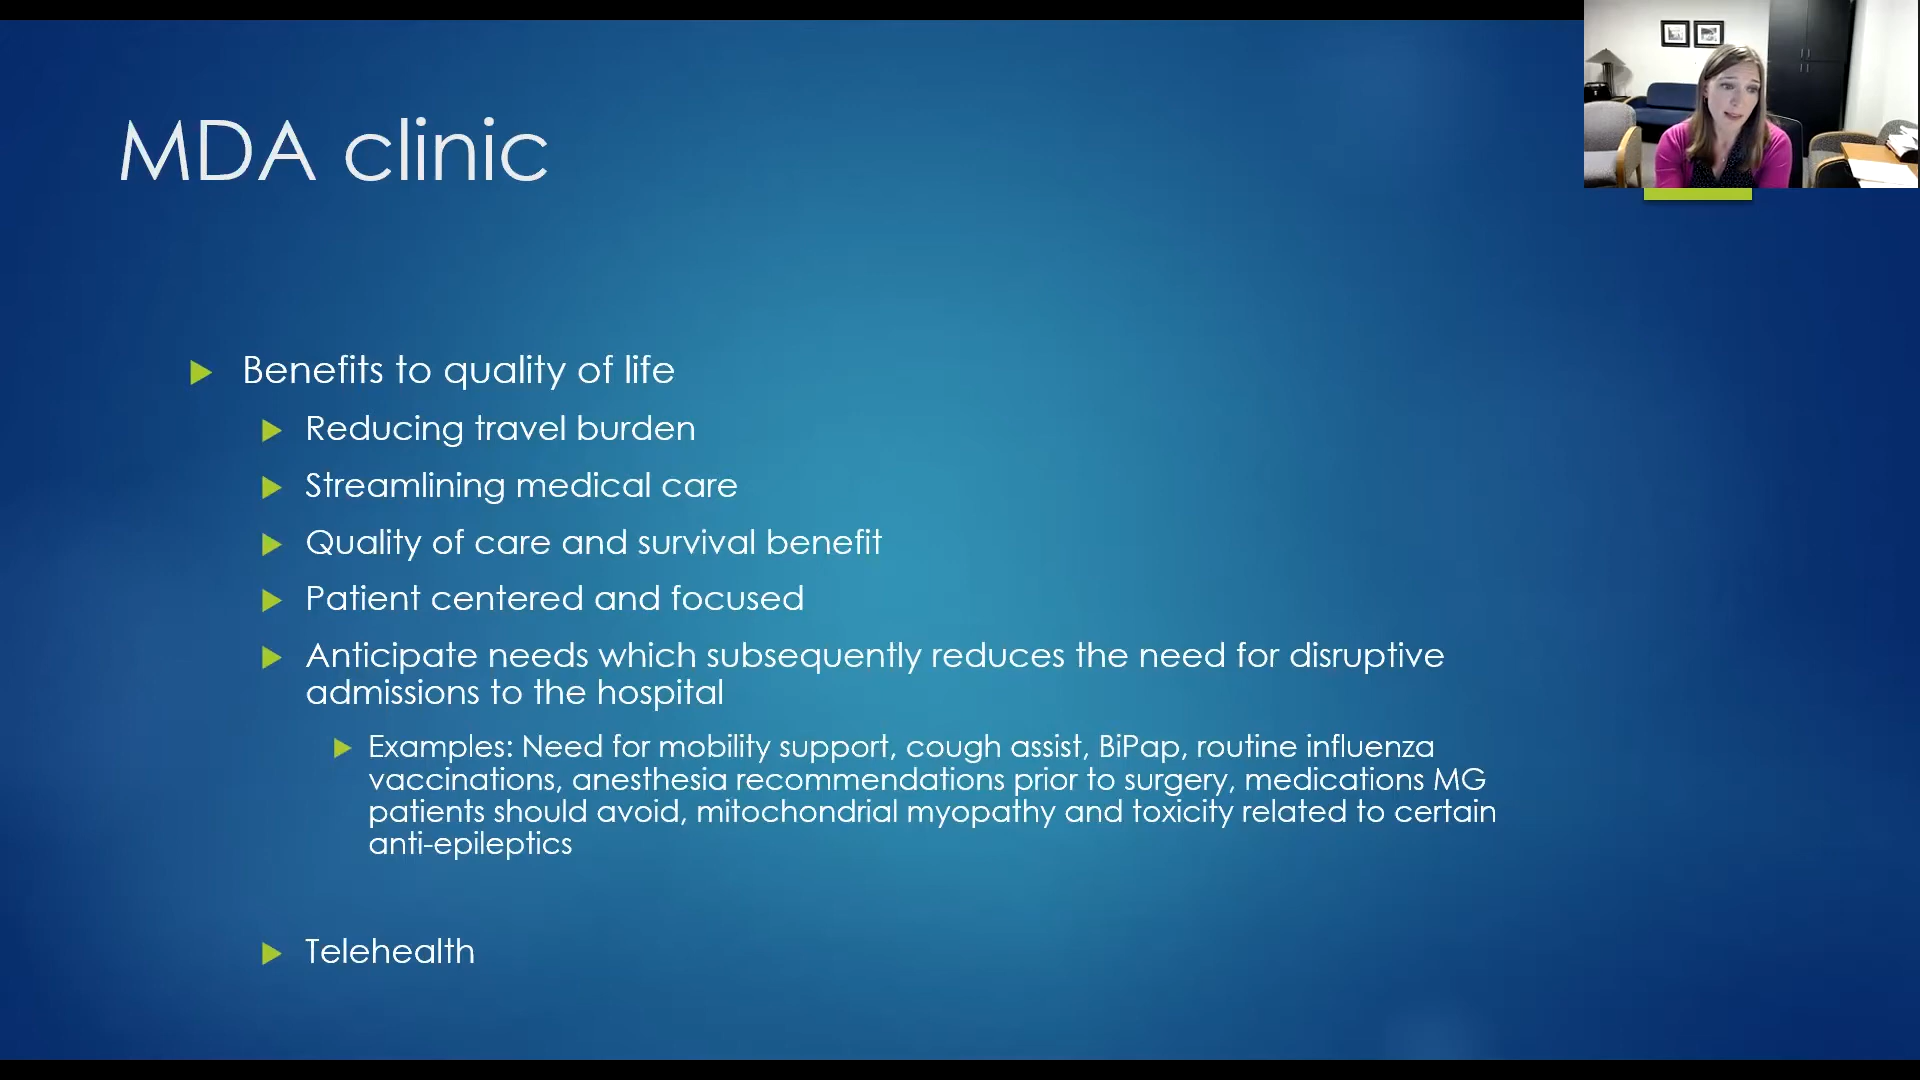 MDA clinic
Benefits to quality of life
Reducing travel burden
Streamlining medical care
Quality of care and survival benefit
Patient centered and focused
Anticipate needs which subsequently reduces the need for disruptive
admissions to the hospital
Examples: Need for mobility support, cough assist, BiPap, routine influenza
vaccinations, anesthesia recommendations prior to surgery, medications MG
patients should avoid, mitochondrial myopathy and toxicity related to certain
anti-epileptics
Telehealth